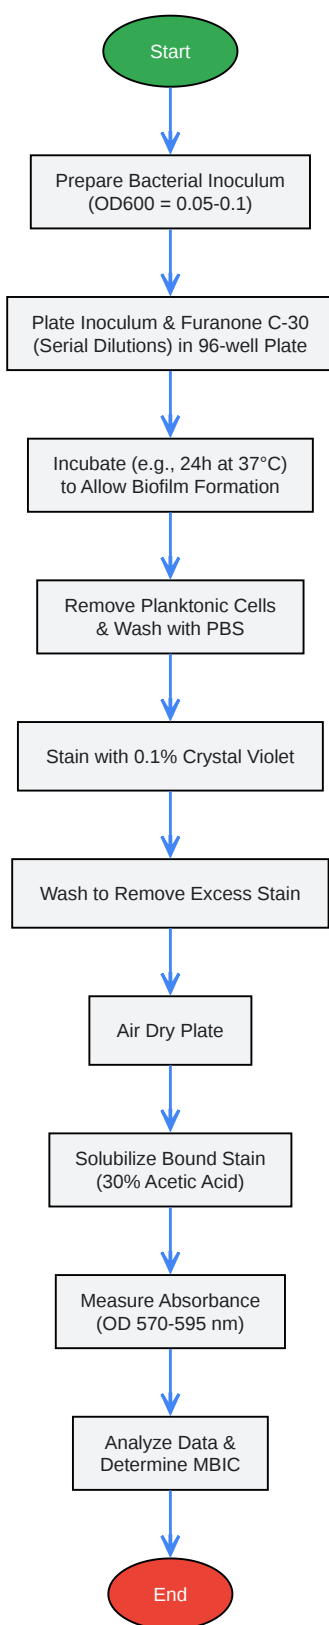 Start
Prepare Bacterial Inoculum
(OD600 = 0.05-0.1)
Plate Inoculum & Furanone C-30
(Serial Dilutions) in 96-well Plate
Incubate (e.g., 24h at 37°C)
to Allow Biofilm Formation
Remove Planktonic Cells
& Wash with PBS
Stain with 0.1% Crystal Violet
Wash to Remove Excess Stain
Air Dry Plate
Solubilize Bound Stain
(30% Acetic Acid)
Measure Absorbance
(OD 570-595 nm)
Analyze Data &
Determine MBIC
End